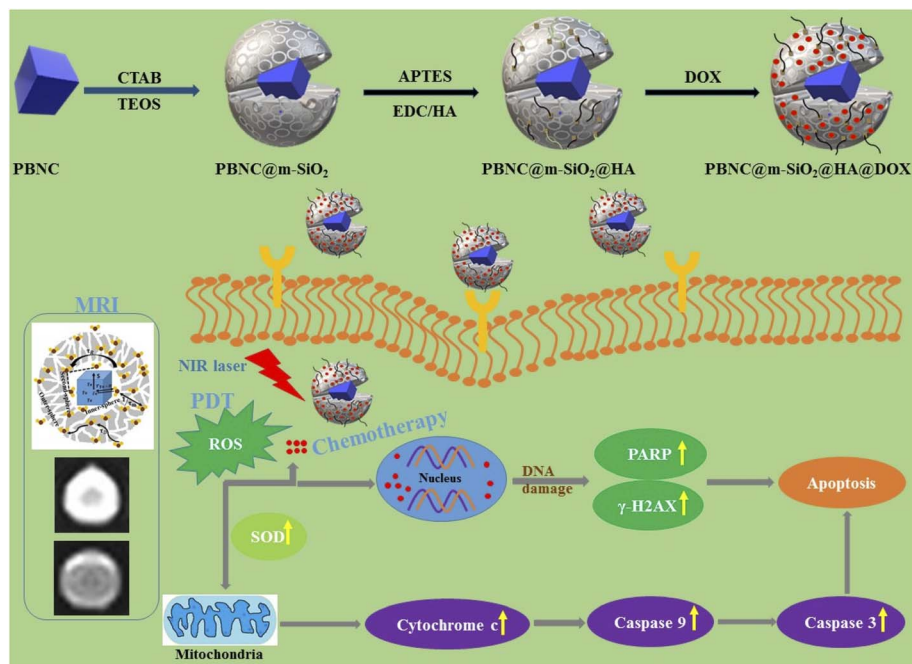 CTAB
TEOS
APTES
EDC/HA
DOX
PBNC
PBNC@m-SiO₂
PBNC@m-SiO₂@HA
PBNC@m-SiO₂@HA@DOX
MRI
NIR laser
PDT
ROS
Chemotherapy
Nucleus
DNA
damage
PARP
γ-H2AX
Apoptosis
SOD
Mitochondria
Cytochrome c
Caspase 9
Caspase 3